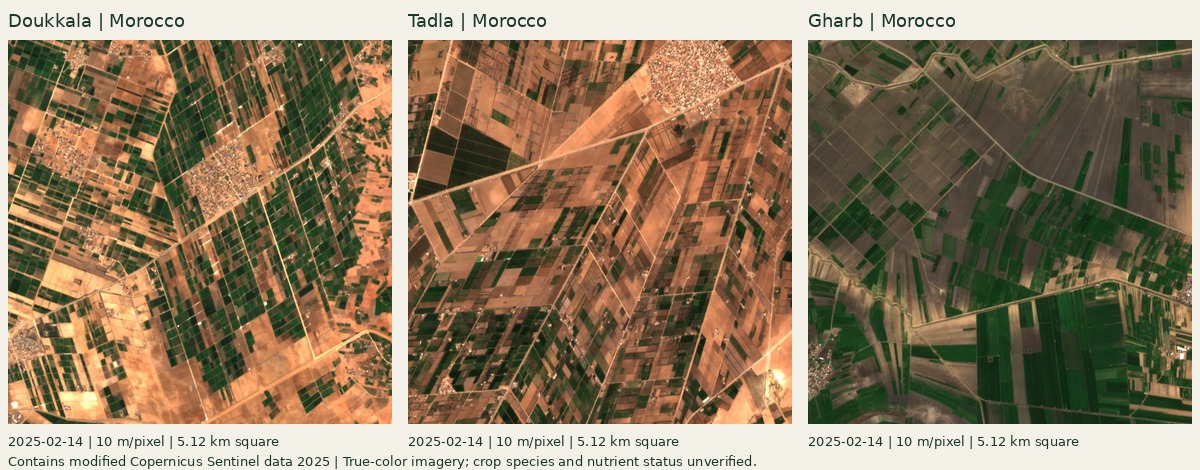 Doukkala | Morocco
Tadla | Morocco
Gharb | Morocco
2025-02-14 | 10 m/pixel | 5.12 km square
2025-02-14 | 10 m/pixel | 5.12 km square
2025-02-14 | 10 m/pixel | 5.12 km square
Contains modified Copernicus Sentinel data 2025 | True-color imagery; crop species and nutrient status unverified.